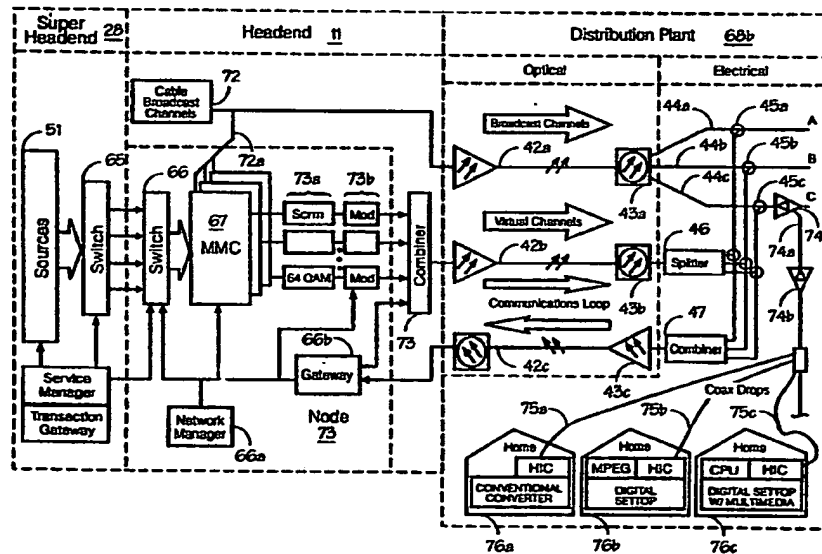 Super Headend 28
Headend 11
Distribution Plant 68b
Optical
Electrical
72
Cable Broadcast Channels
72a
51
65
66
Sources
Switch
Switch
67
MMC
73a
73b
Scrm
Mod
64 QAM
Mod
Combiner
73
66b
Gateway
Service Manager
Transaction Gateway
Network Manager
66a
Node
73
Broadcast Channels
42a
43a
44a
44b
44c
45a
45b
45c
A
B
C
74
74a
74b
Virtual Channels
42b
43b
46
Splitter
Communications Loop
47
Combiner
42c
43c
Coax Drops
75a
75b
75c
Home
HIC
CONVENTIONAL CONVERTER
76a
Home
MPEG
HIC
DIGITAL SETTOP
76b
Home
CPU
HIC
DIGITAL SETTOP W/ MULTIMEDIA
76c